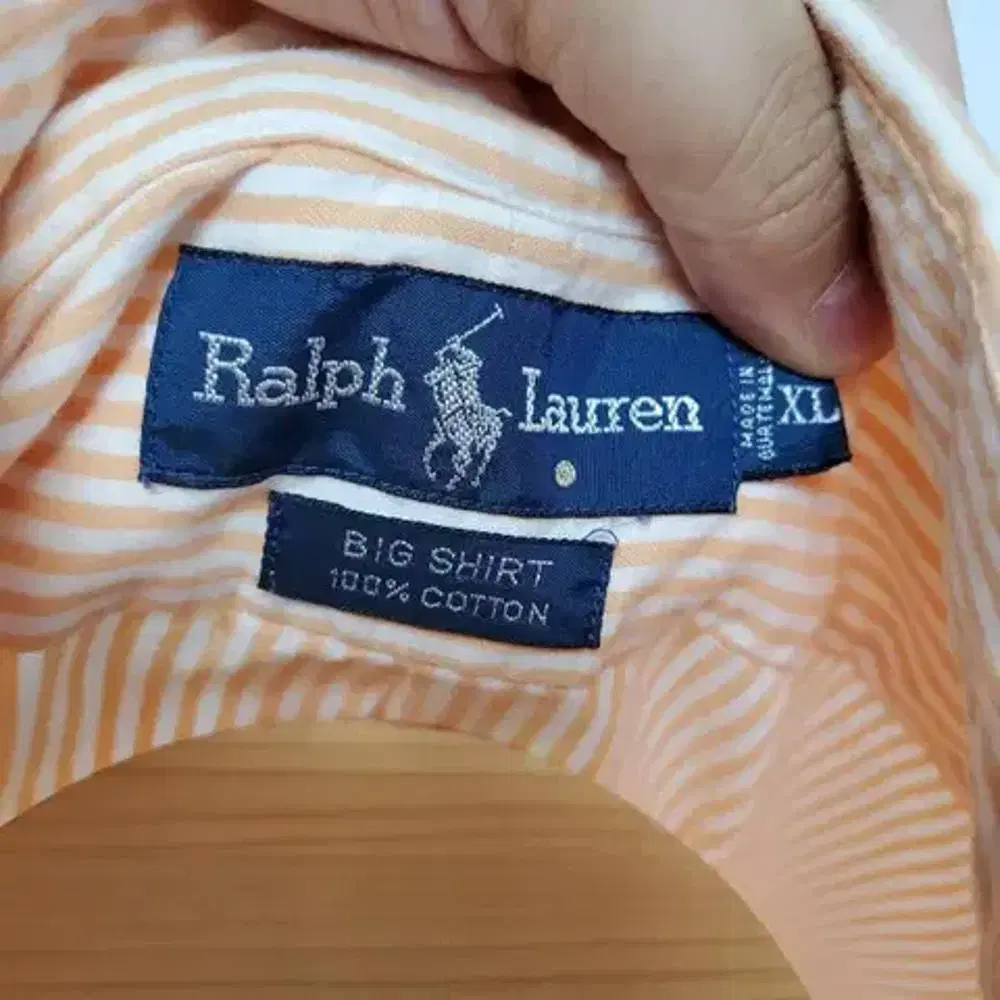 Ralph Lauren
MADE IN
GUATEMALA
XL
BIG SHIRT
100% COTTON